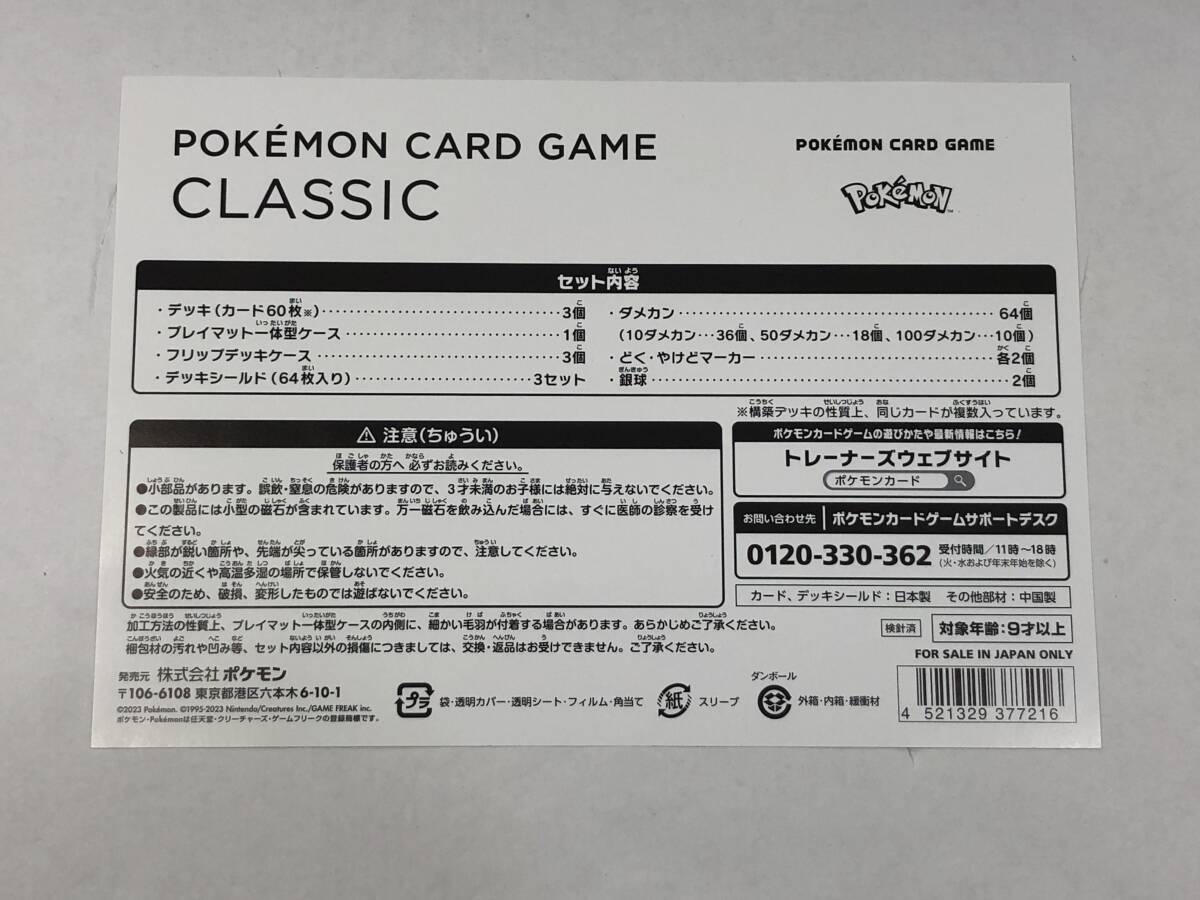 POKÉMON CARD GAME
CLASSIC
POKÉMON CARD GAME
POKÉMON
セット内容
・デッキ(カード60枚※)……3個
・プレイマット一体型ケース……1個
・フリップデッキケース……3個
・デッキシールド(64枚入り)……3セット
・ダメカン……64個
(10ダメカン…36個、50ダメカン…18個、100ダメカン…10個)
・どく・やけどマーカー……各2個
・銀球……2個
※構築デッキの性質上、同じカードが複数入っています。
⚠ 注意(ちゅうい)
保護者の方へ 必ずお読みください。
●小部品があります。誤飲・窒息の危険がありますので、3才未満のお子様には絶対に与えないでください。
●この製品には小型の磁石が含まれています。万一磁石を飲み込んだ場合には、すぐに医師の診察を受け
てください。
●縁部が鋭い箇所や、先端が尖っている箇所がありますので、注意してください。
●火気の近くや高温多湿の場所で保管しないでください。
●安全のため、破損、変形したものでは遊ばないでください。
ポケモンカードゲームの遊びかたや最新情報はこちら!
トレーナーズウェブサイト
ポケモンカード
お問い合わせ先 ポケモンカードゲームサポートデスク
0120-330-362 受付時間/11時~18時
(火・水および年末年始を除く)
カード、デッキシールド:日本製 その他部材:中国製
加工方法の性質上、プレイマット一体型ケースの内側に、細かい毛羽が付着する場合があります。あらかじめご了承ください。
梱包材の汚れや凹み等、セット内容以外の損傷につきましては、交換・返品はお受けできません。ご了承ください。
検針済 対象年齢:9才以上
FOR SALE IN JAPAN ONLY
発売元 株式会社 ポケモン
〒106-6108 東京都港区六本木6-10-1
©2023 Pokémon. ©1995-2023 Nintendo/Creatures Inc./GAME FREAK inc.
ポケモン・Pokémonは任天堂・クリーチャーズ・ゲームフリークの登録商標です。
プラ 袋・透明カバー・透明シート・フィルム・角当て
紙 スリーブ
ダンボール
外箱・内箱・緩衝材
4 521329 377216